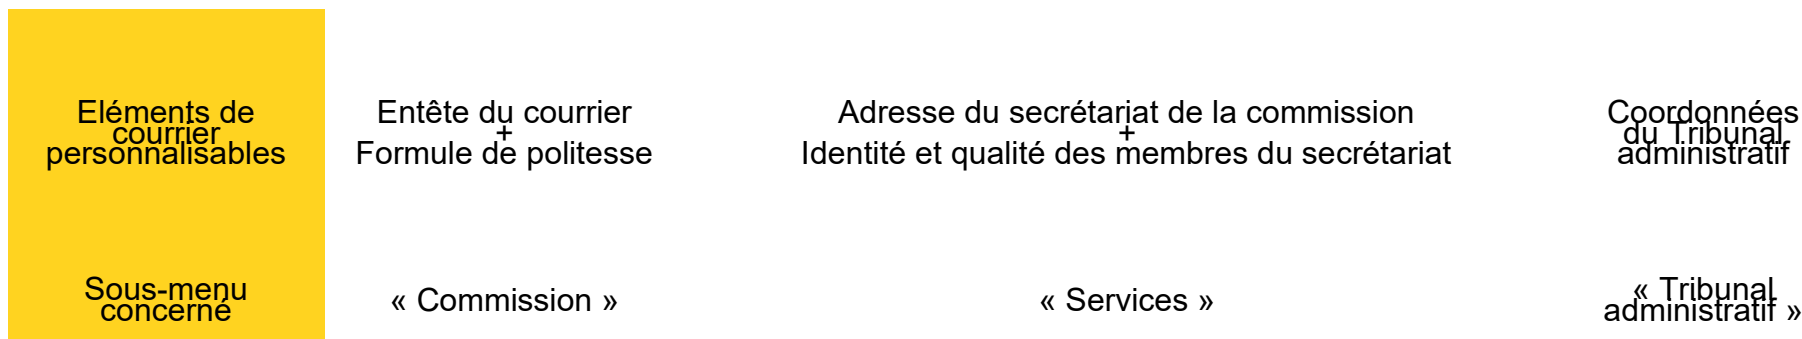 Eléments de
courrier
personnalisables
Entête du courrier
+
Formule de politesse
Adresse du secrétariat de la commission
+
Identité et qualité des membres du secrétariat
Coordonnées
du Tribunal
administratif
Sous-menu
concerné
« Commission »
« Services »
« Tribunal
administratif »